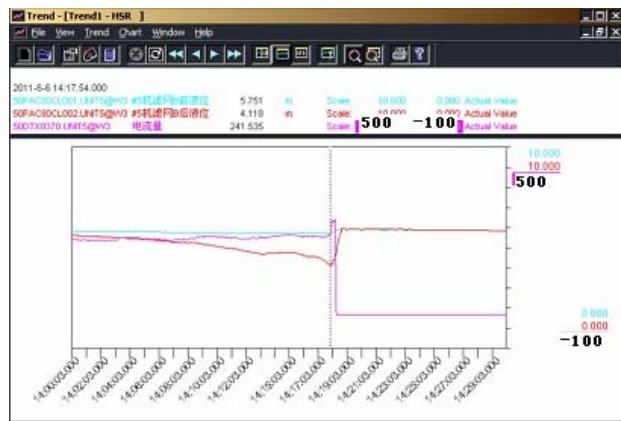 Trend - [Trend1 - HSR ]
File View Trend Chart Window Help
2011-6-6 14:17:54.000
50PAC80CL001.UNIT5@W3 #5机滤网前后液位 5.751 m Scale: 10.000 0.000 Actual Value
50PAC80CL002.UNIT5@W3 #5机滤网后液位 4.118 m Scale: 10.000 0.000 Actual Value
50DTX0370.UNIT5@W3 电流量 241.535 Scale: 500 -100 Actual Value
10.000
10.000
500
0.000
0.000
-100
14:00:03.000 14:02:03.000 14:04:03.000 14:06:03.000 14:08:03.000 14:10:03.000 14:12:03.000 14:18:03.000 14:17:03.000 14:19:03.000 14:21:03.000 14:23:03.000 14:25:03.000 14:27:03.000 14:29:03.000